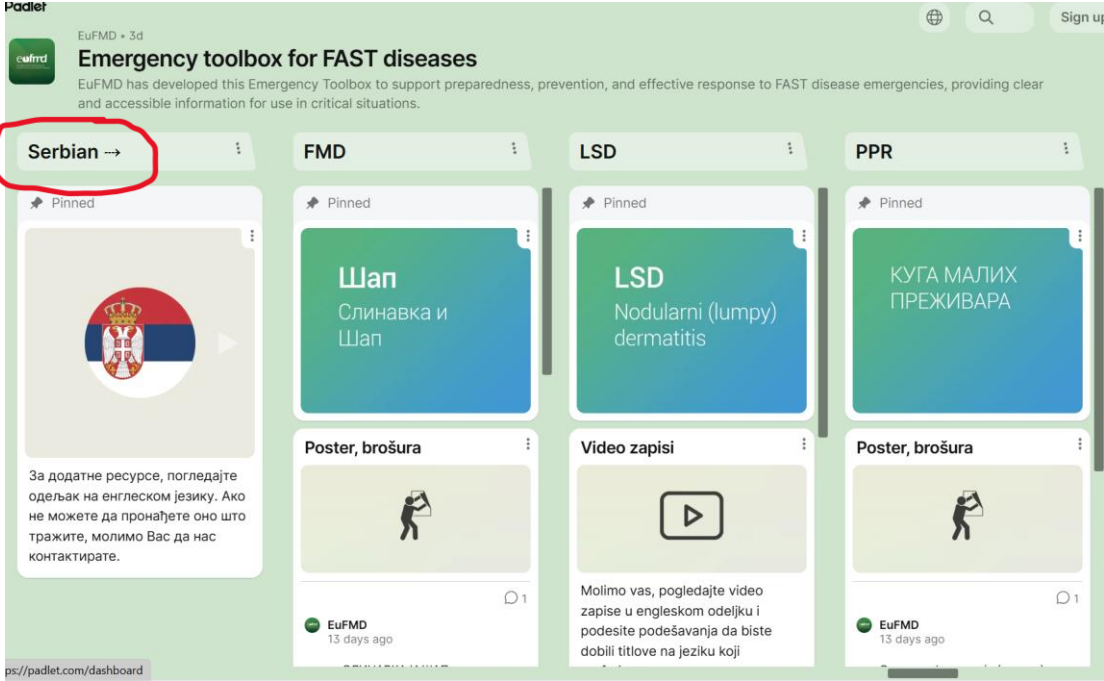 Padlet
Sign up
EuFMD • 3d
eufmd
Emergency toolbox for FAST diseases
EuFMD has developed this Emergency Toolbox to support preparedness, prevention, and effective response to FAST disease emergencies, providing clear
and accessible information for use in critical situations.
Serbian ⇢
Pinned
За додатне ресурсе, погледајте
одељак на енглеском језику. Ако
не можете да пронађете оно што
тражите, молимо Вас да нас
контактирате.
FMD
Pinned
Шап
Слинавка и
Шап
Poster, brošura
1
EuFMD
13 days ago
LSD
Pinned
LSD
Nodularni (lumpy)
dermatitis
Video zapisi
Molimo vas, pogledajte video
zapise u engleskom odeljku i
podesite podešavanja da biste
dobili titlove na jeziku koji
PPR
Pinned
КУГА МАЛИХ
ПРЕЖИВАРА
Poster, brošura
1
EuFMD
13 days ago
ps://padlet.com/dashboard